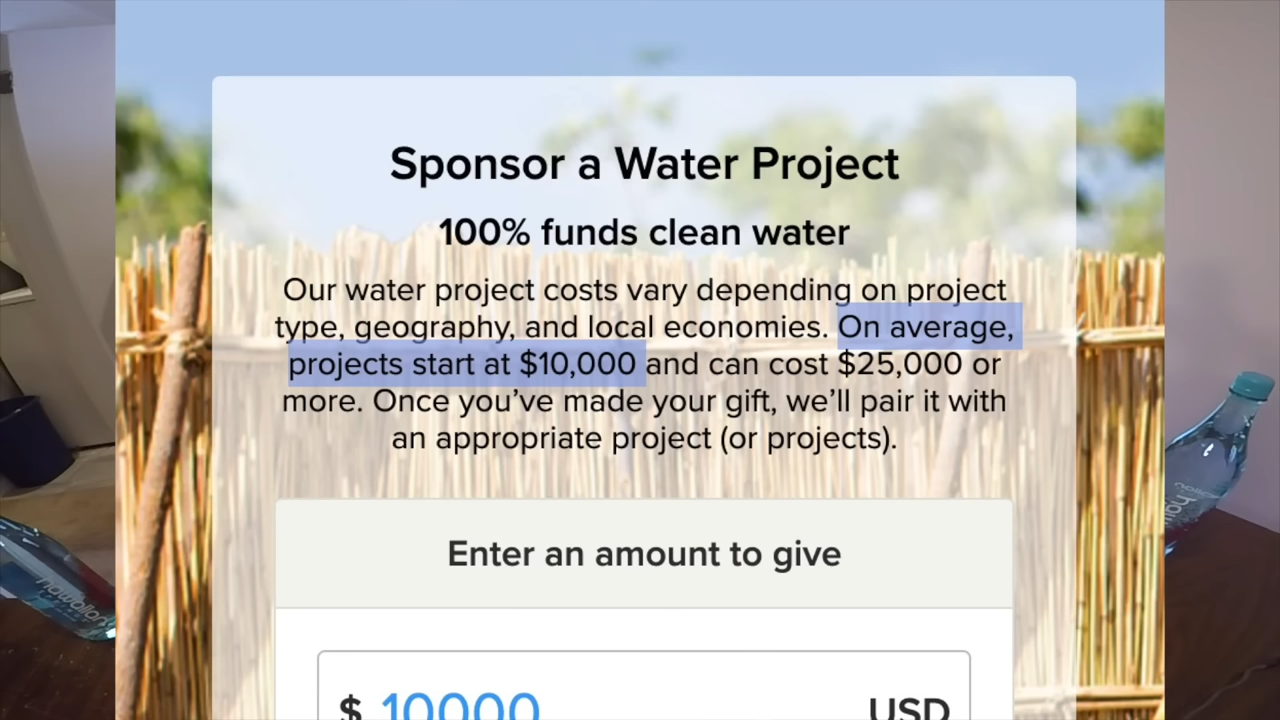 Sponsor a Water Project
100% funds clean water
Our water project costs vary depending on project
type, geography, and local economies. On average,
projects start at $10,000 and can cost $25,000 or
more. Once you’ve made your gift, we’ll pair it with
an appropriate project (or projects).
Enter an amount to give
$ 10000 USD